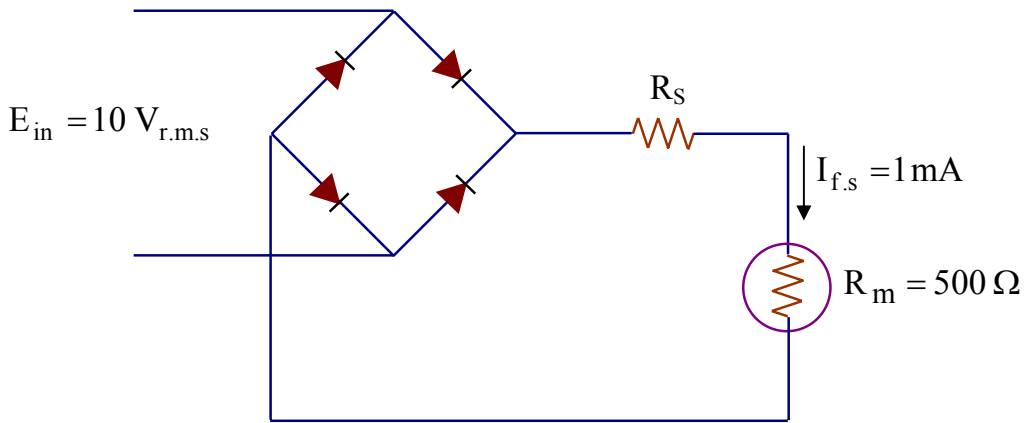 R_S
E_in = 10 V_r.m.s
I_f.s = 1 mA
R_m = 500 Ω